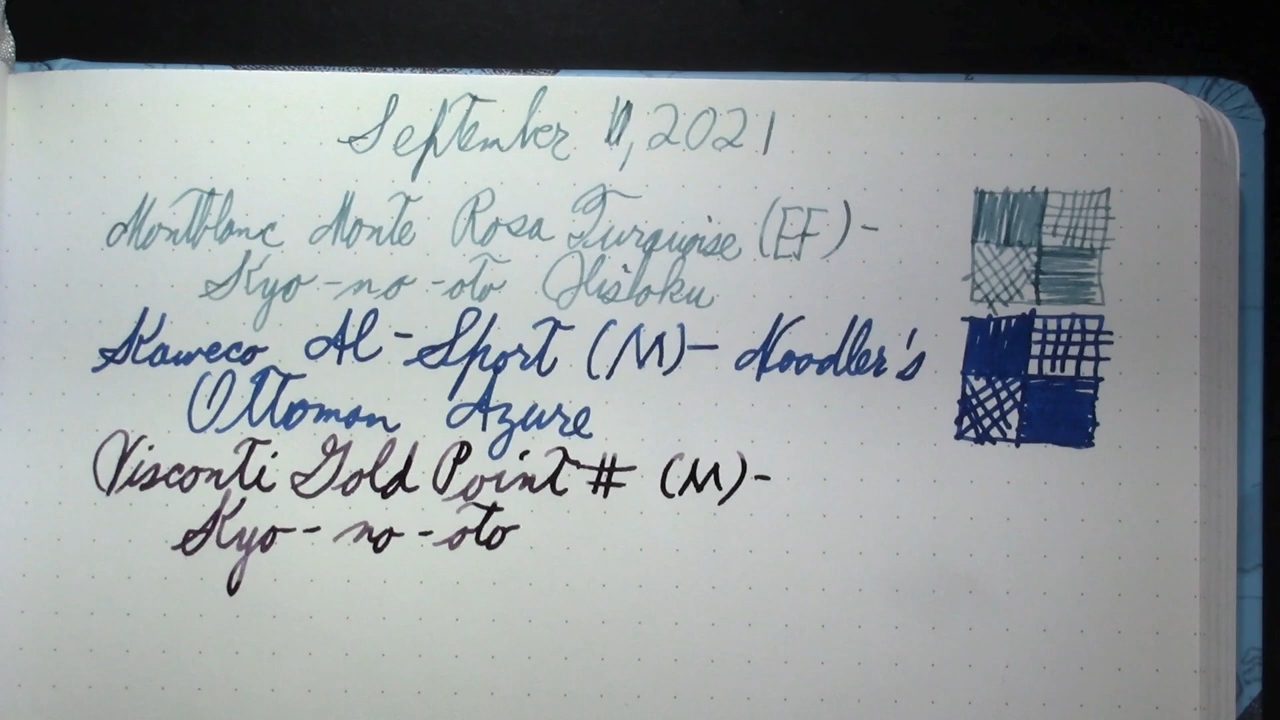 September 11, 2021
Montblanc Monte Rosa Turquoise (EF) -
Kyo-no-oto Hisoku
Kaweco Al-Sport (M)- Noodler's
Ottoman Azure
Visconti Gold Point # (M)-
Kyo-no-oto